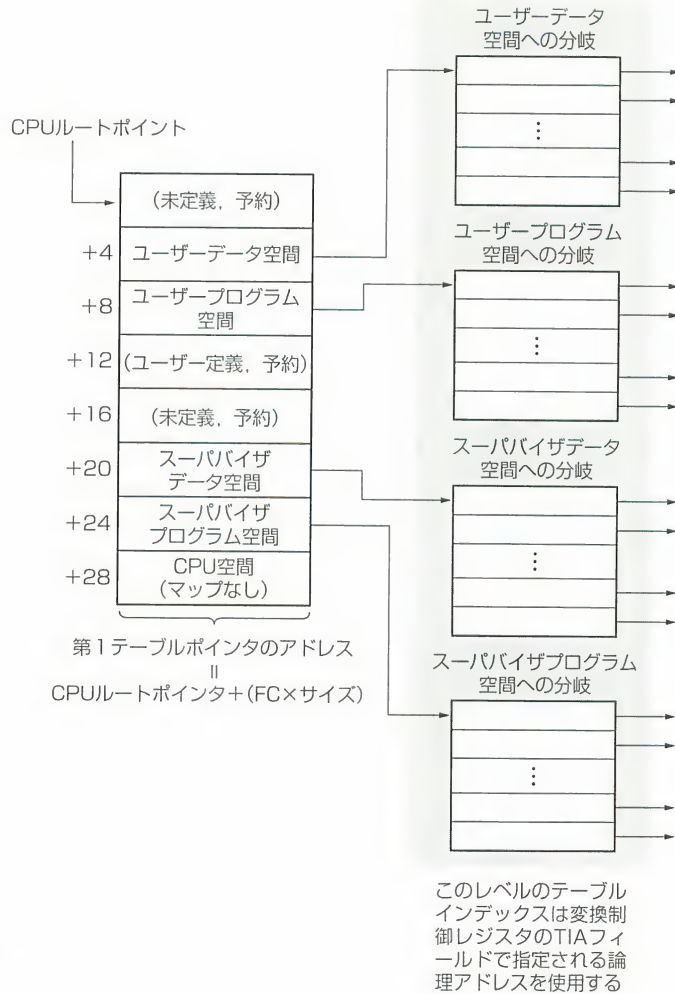 CPUルートポイント
(未定義，予約)
+4
ユーザーデータ空間
+8
ユーザープログラム
空間
+12
(ユーザー定義，予約)
+16
(未定義，予約)
+20
スーパバイザ
データ空間
+24
スーパバイザ
プログラム空間
+28
CPU空間
(マップなし)
第1テーブルポインタのアドレス
=
CPUルートポインタ+(FC×サイズ)
ユーザーデータ
空間への分岐
⋮
ユーザープログラム
空間への分岐
⋮
スーパバイザデータ
空間への分岐
⋮
スーパバイザプログラム
空間への分岐
⋮
このレベルのテーブル
インデックスは変換制
御レジスタのTIAフィ
ールドで指定される論
理アドレスを使用する